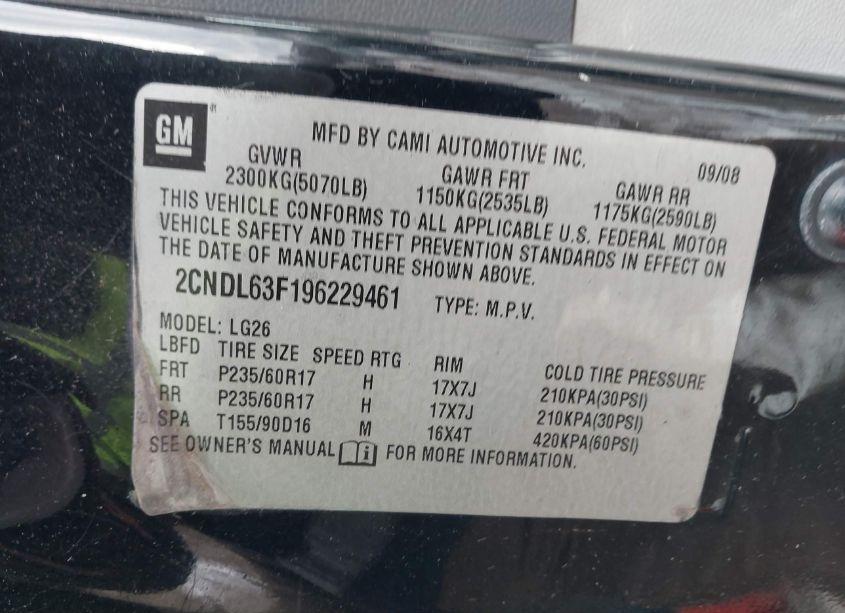 GM
MFD BY CAMI AUTOMOTIVE INC. 09/08
GVWR GAWR FRT GAWR RR
2300KG(5070LB) 1150KG(2535LB) 1175KG(2590LB)
THIS VEHICLE CONFORMS TO ALL APPLICABLE U.S. FEDERAL MOTOR
VEHICLE SAFETY AND THEFT PREVENTION STANDARDS IN EFFECT ON
THE DATE OF MANUFACTURE SHOWN ABOVE.
2CNDL63F196229461 TYPE: M.P.V.
MODEL: LG26
LBFD TIRE SIZE SPEED RTG RIM COLD TIRE PRESSURE
FRT P235/60R17 H 17X7J 210KPA(30PSI)
RR P235/60R17 H 17X7J 210KPA(30PSI)
SPA T155/90D16 M 16X4T 420KPA(60PSI)
SEE OWNER'S MANUAL i FOR MORE INFORMATION.